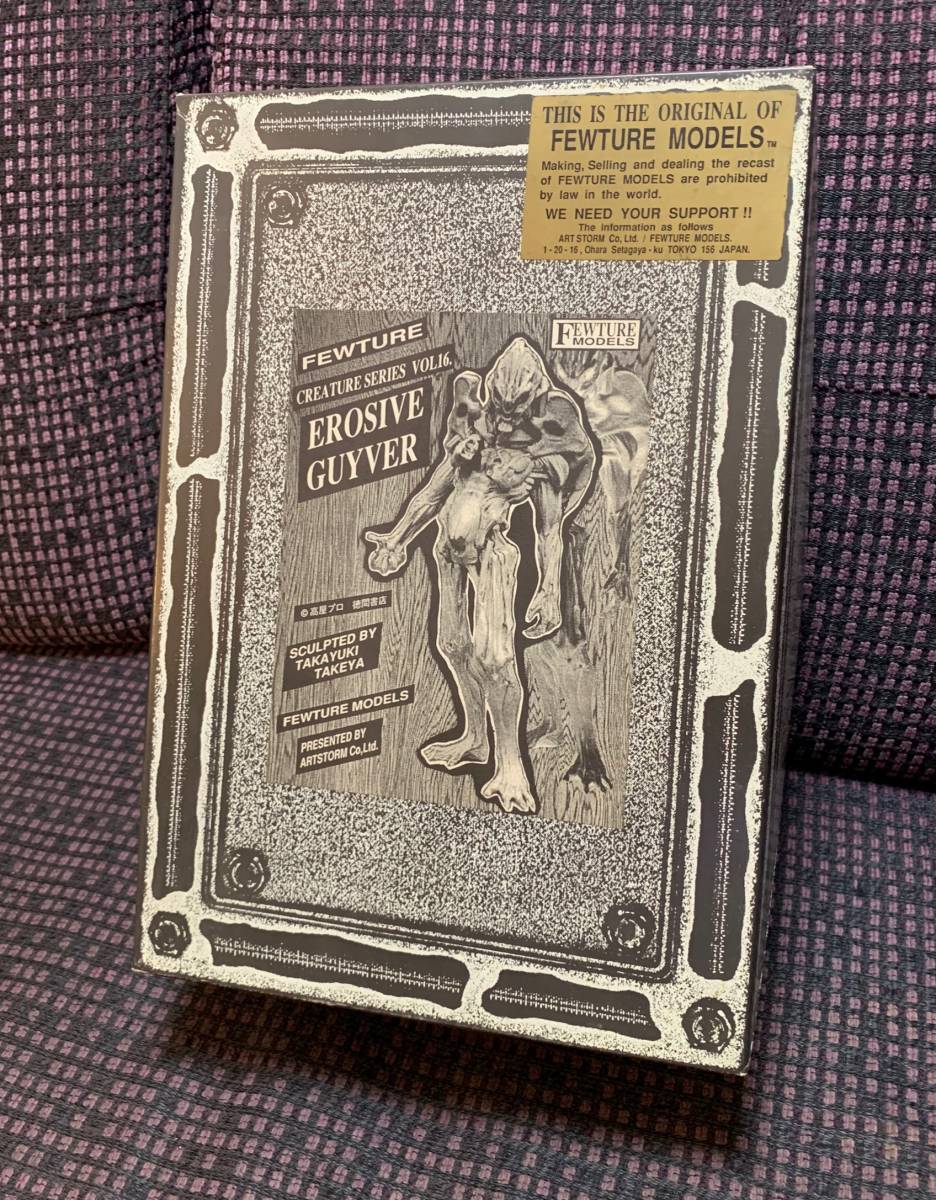 THIS IS THE ORIGINAL OF
FEWTURE MODELS™
Making, Selling and dealing the recast
of FEWTURE MODELS are prohibited
by law in the world.
WE NEED YOUR SUPPORT !!
The information as follows
ART STORM Co, Ltd. / FEWTURE MODELS.
1-20-16, Ohara Setagaya-ku TOKYO 156 JAPAN.
FEWTURE
MODELS
FEWTURE
CREATURE SERIES VOL16.
EROSIVE
GUYVER
©高屋プロ 徳間書店
SCULPTED BY
TAKAYUKI
TAKEYA
FEWTURE MODELS
PRESENTED BY
ARTSTORM Co,Ltd.